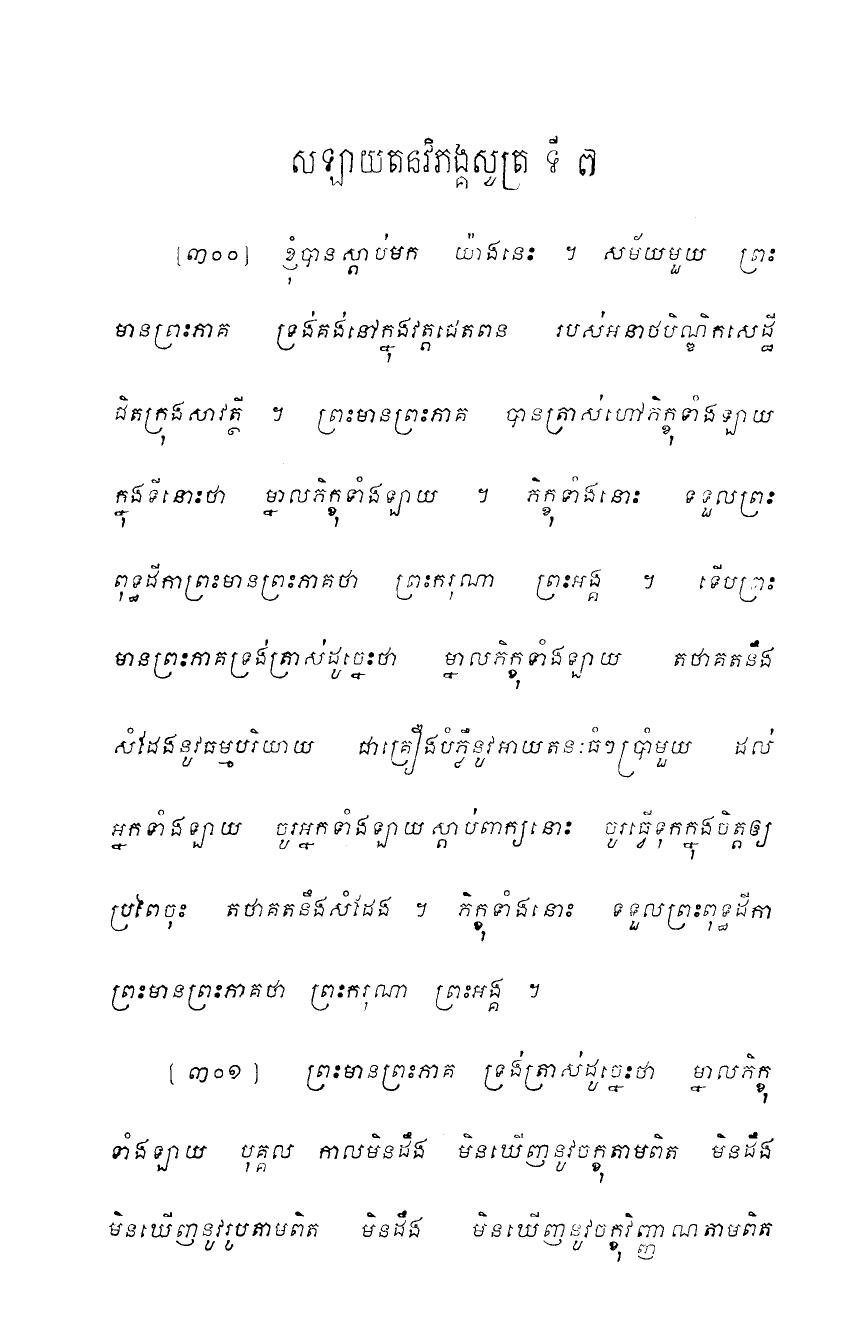 សឡាយតនវិភង្គសូត្រ ទី ៧
[៣០០] ខ្ញុំបានស្តាប់មក យ៉ាងនេះ ។ សម័យមួយ ព្រះ
មានព្រះភាគ ទ្រង់គង់នៅក្នុងវត្តជេតពន របស់អនាថបិណ្ឌិកសេដ្ឋី
ជិតក្រុងសាវត្ថី ។ ព្រះមានព្រះភាគ បានត្រាស់ហៅភិក្ខុទាំងឡាយ
ក្នុងទីនោះថា ម្នាលភិក្ខុទាំងឡាយ ។ ភិក្ខុទាំងនោះ ទទួលព្រះ
ពុទ្ធដីកាព្រះមានព្រះភាគថា ព្រះករុណា ព្រះអង្គ ។ ទើបព្រះ
មានព្រះភាគទ្រង់ត្រាស់ដូច្នេះថា ម្នាលភិក្ខុទាំងឡាយ តថាគតនឹង
សំដែងនូវធម្មបរិយាយ ជាគ្រឿងបំភ្លឺនូវអាយតនៈធំៗប្រាំមួយ ដល់
អ្នកទាំងឡាយ ចូរអ្នកទាំងឡាយស្តាប់ពាក្យនោះ ចូរធ្វើទុកក្នុងចិត្តឲ្យ
ប្រពៃចុះ តថាគតនឹងសំដែង ។ ភិក្ខុទាំងនោះ ទទួលព្រះពុទ្ធដីកា
ព្រះមានព្រះភាគថា ព្រះករុណា ព្រះអង្គ ។
[៣០១] ព្រះមានព្រះភាគ ទ្រង់ត្រាស់ដូច្នេះថា ម្នាលភិក្ខុ
ទាំងឡាយ បុគ្គល កាលមិនដឹង មិនឃើញនូវចក្ខុតាមពិត មិនដឹង
មិនឃើញនូវរូបតាមពិត មិនដឹង មិនឃើញនូវចក្ខុវិញ្ញាណតាមពិត